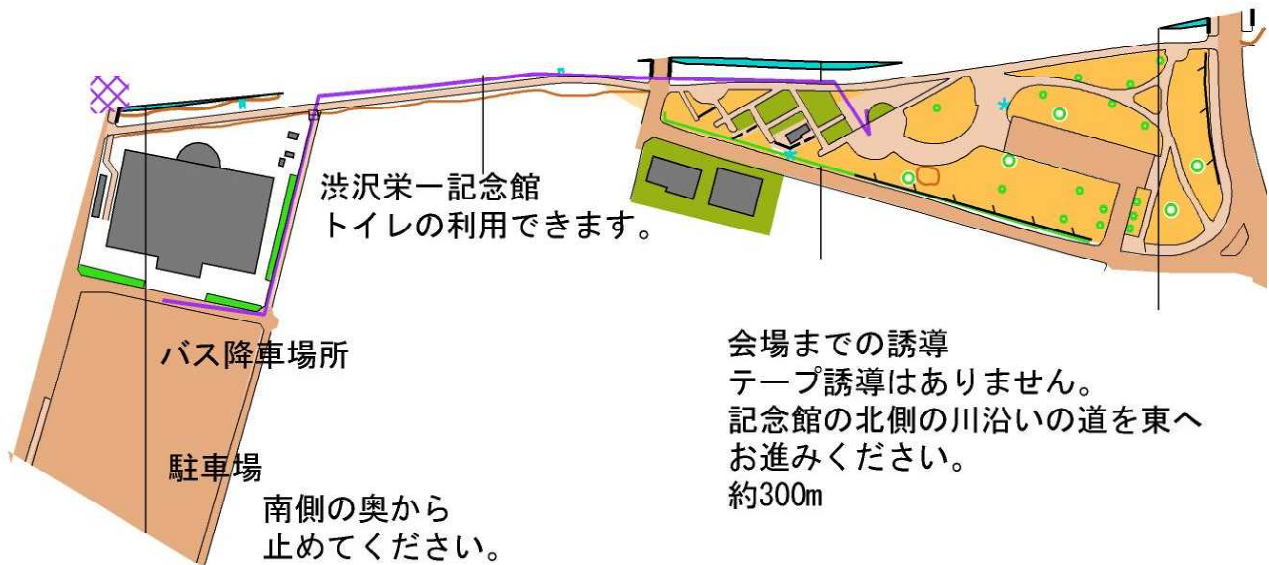 渋沢栄一記念館
トイレの利用できます。
バス降車場所
駐車場
南側の奥から
止めてください。
会場までの誘導
テープ誘導はありません。
記念館の北側の川沿いの道を東へ
お進みください。
約300m